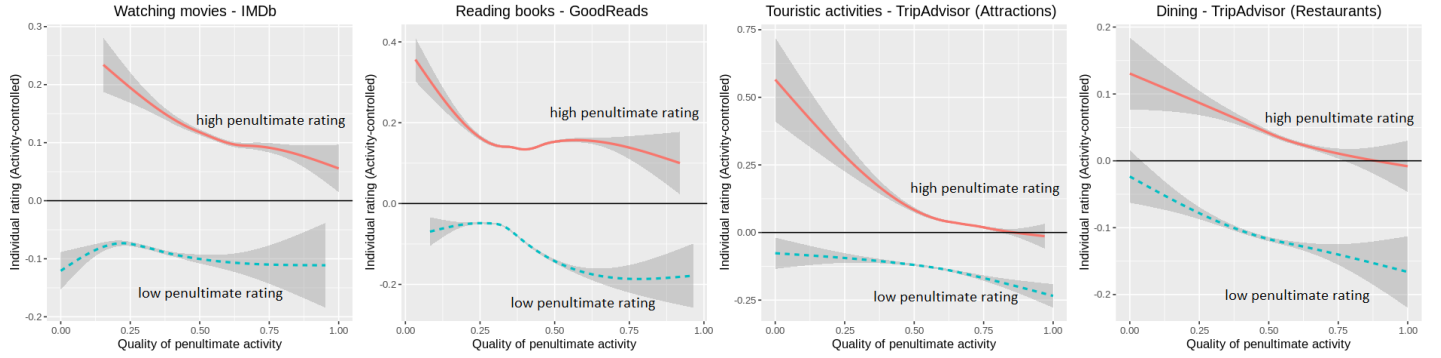 Watching movies - IMDb
Individual rating (Activity-controlled)
0.3
0.2
0.1
0.0
-0.1
-0.2
high penultimate rating
low penultimate rating
0.00 0.25 0.50 0.75 1.00
Quality of penultimate activity
Reading books - GoodReads
Individual rating (Activity-controlled)
0.4
0.2
0.0
-0.2
high penultimate rating
low penultimate rating
0.00 0.25 0.50 0.75 1.00
Quality of penultimate activity
Touristic activities - TripAdvisor (Attractions)
Individual rating (Activity-controlled)
0.75
0.50
0.25
0.00
-0.25
high penultimate rating
low penultimate rating
0.00 0.25 0.50 0.75 1.00
Quality of penultimate activity
Dining - TripAdvisor (Restaurants)
Individual rating (Activity-controlled)
0.2
0.1
0.0
-0.1
-0.2
high penultimate rating
low penultimate rating
0.00 0.25 0.50 0.75 1.00
Quality of penultimate activity